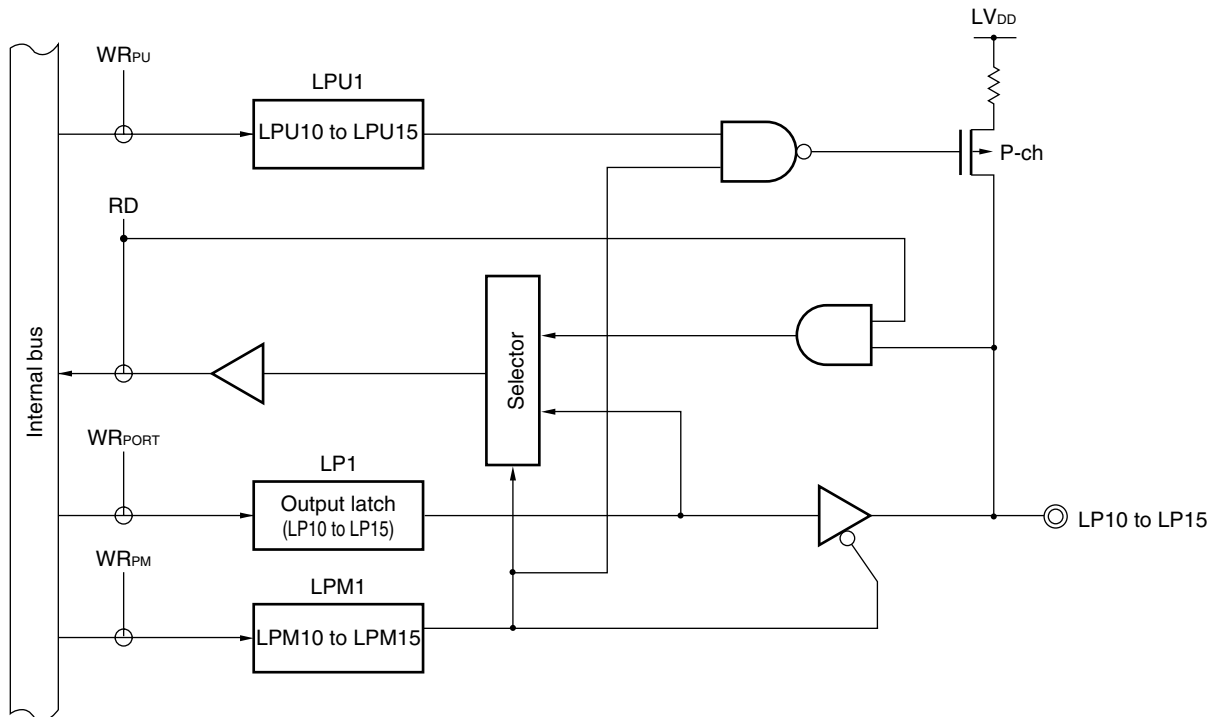 LVDD
WRPU
LPU1
LPU10 to LPU15
P-ch
RD
Internal bus
Selector
WRPORT
LP1
Output latch
(LP10 to LP15)
LP10 to LP15
WRPM
LPM1
LPM10 to LPM15